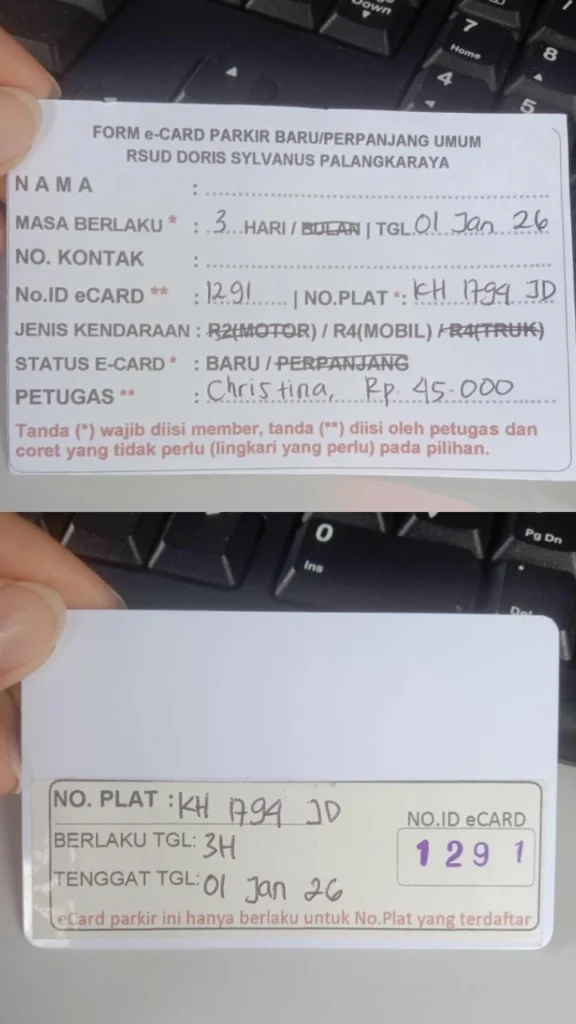 Down
7
Home
8
4
5
FORM e-CARD PARKIR BARU/PERPANJANG UMUM
RSUD DORIS SYLVANUS PALANGKARAYA
N A M A :
MASA BERLAKU * : 3 HARI / BULAN | TGL 01 Jan 26
NO. KONTAK :
No.ID eCARD ** : 1291 | NO.PLAT *: KH 1794 JD
JENIS KENDARAAN : R2(MOTOR) / R4(MOBIL) / R4(TRUK)
STATUS E-CARD * : BARU / PERPANJANG
PETUGAS ** : Christina, Rp. 45.000
Tanda (*) wajib diisi member, tanda (**) diisi oleh petugas dan
coret yang tidak perlu (lingkari yang perlu) pada pilihan.
0
Ins
Pg Dn
.
NO. PLAT : KH 1794 JD
BERLAKU TGL: 3H
TENGGAT TGL: 01 Jan 26
NO.ID eCARD
1291
eCard parkir ini hanya berlaku untuk No.Plat yang terdaftar